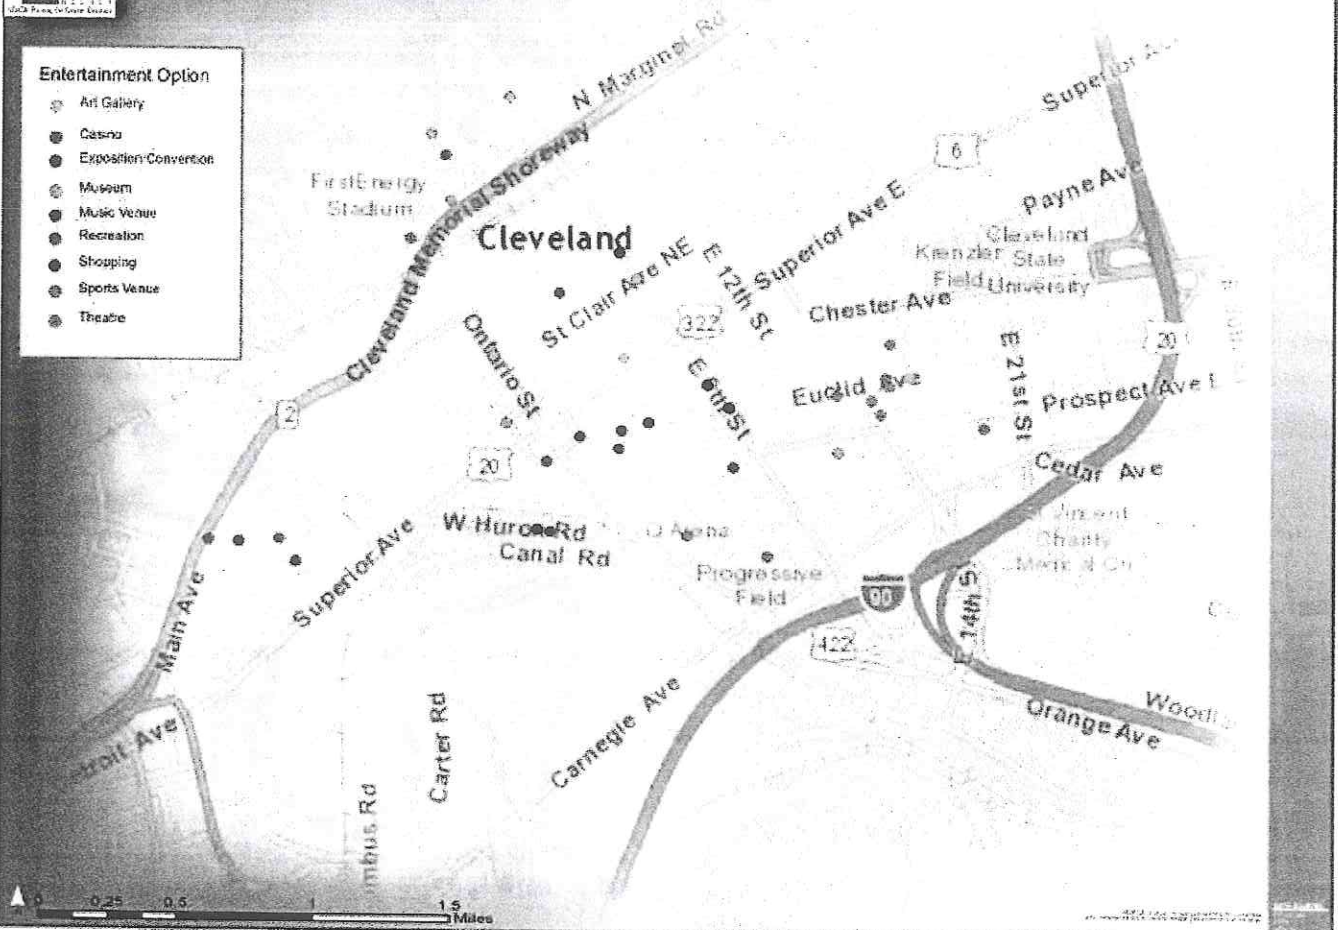 Entertainment Option
Art Gallery
Casino
Exposition Convention
Museum
Music Venue
Recreation
Shopping
Sports Venue
Theatre
N Marginal Rd
Superior
6
FirstEnergy
Stadium
Cleveland Memorial Shoreway
Cleveland
Superior Ave E
Payne Ave
Cleveland
State
University
Krenzler
Field
St Clair Ave NE
E 12th St
Chester Ave
322
Ontario St
E 9th St
Euclid Ave
E 21st St
20
Prospect Ave E
2
20
Cedar Ave
W Huron Rd
Canal Rd
Q Arena
Vincent
Charity
Superior Ave
Progressive
Field
90
422
E 14th St
Main Ave
Carnegie Ave
Orange Ave
Carter Rd
0 0.25 0.5 1 1.5
Miles